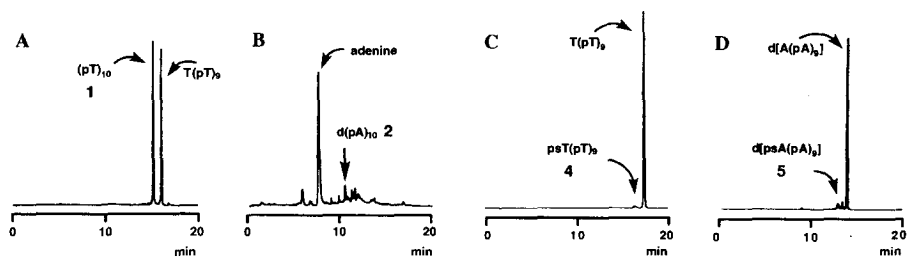 A
(pT)₁₀
1
T(pT)₉
0 10 20
min
B
adenine
d(pA)₁₀ 2
0 10 20
min
C
T(pT)₉
psT(pT)₉
4
0 10 20
min
D
d[A(pA)₉]
d[psA(pA)₉]
5
0 10 20
min